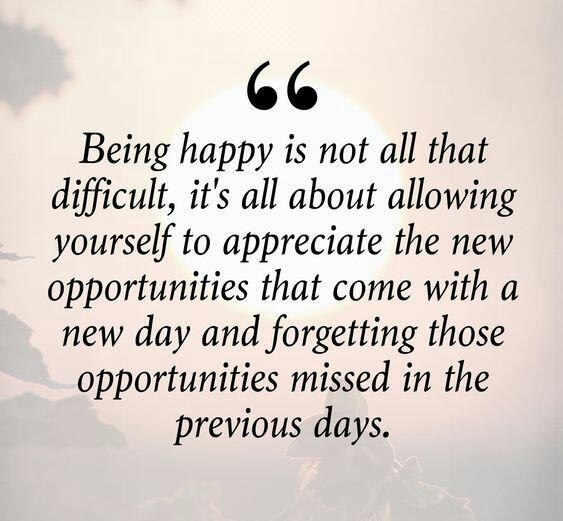 “
Being happy is not all that
difficult, it's all about allowing
yourself to appreciate the new
opportunities that come with a
new day and forgetting those
opportunities missed in the
previous days.